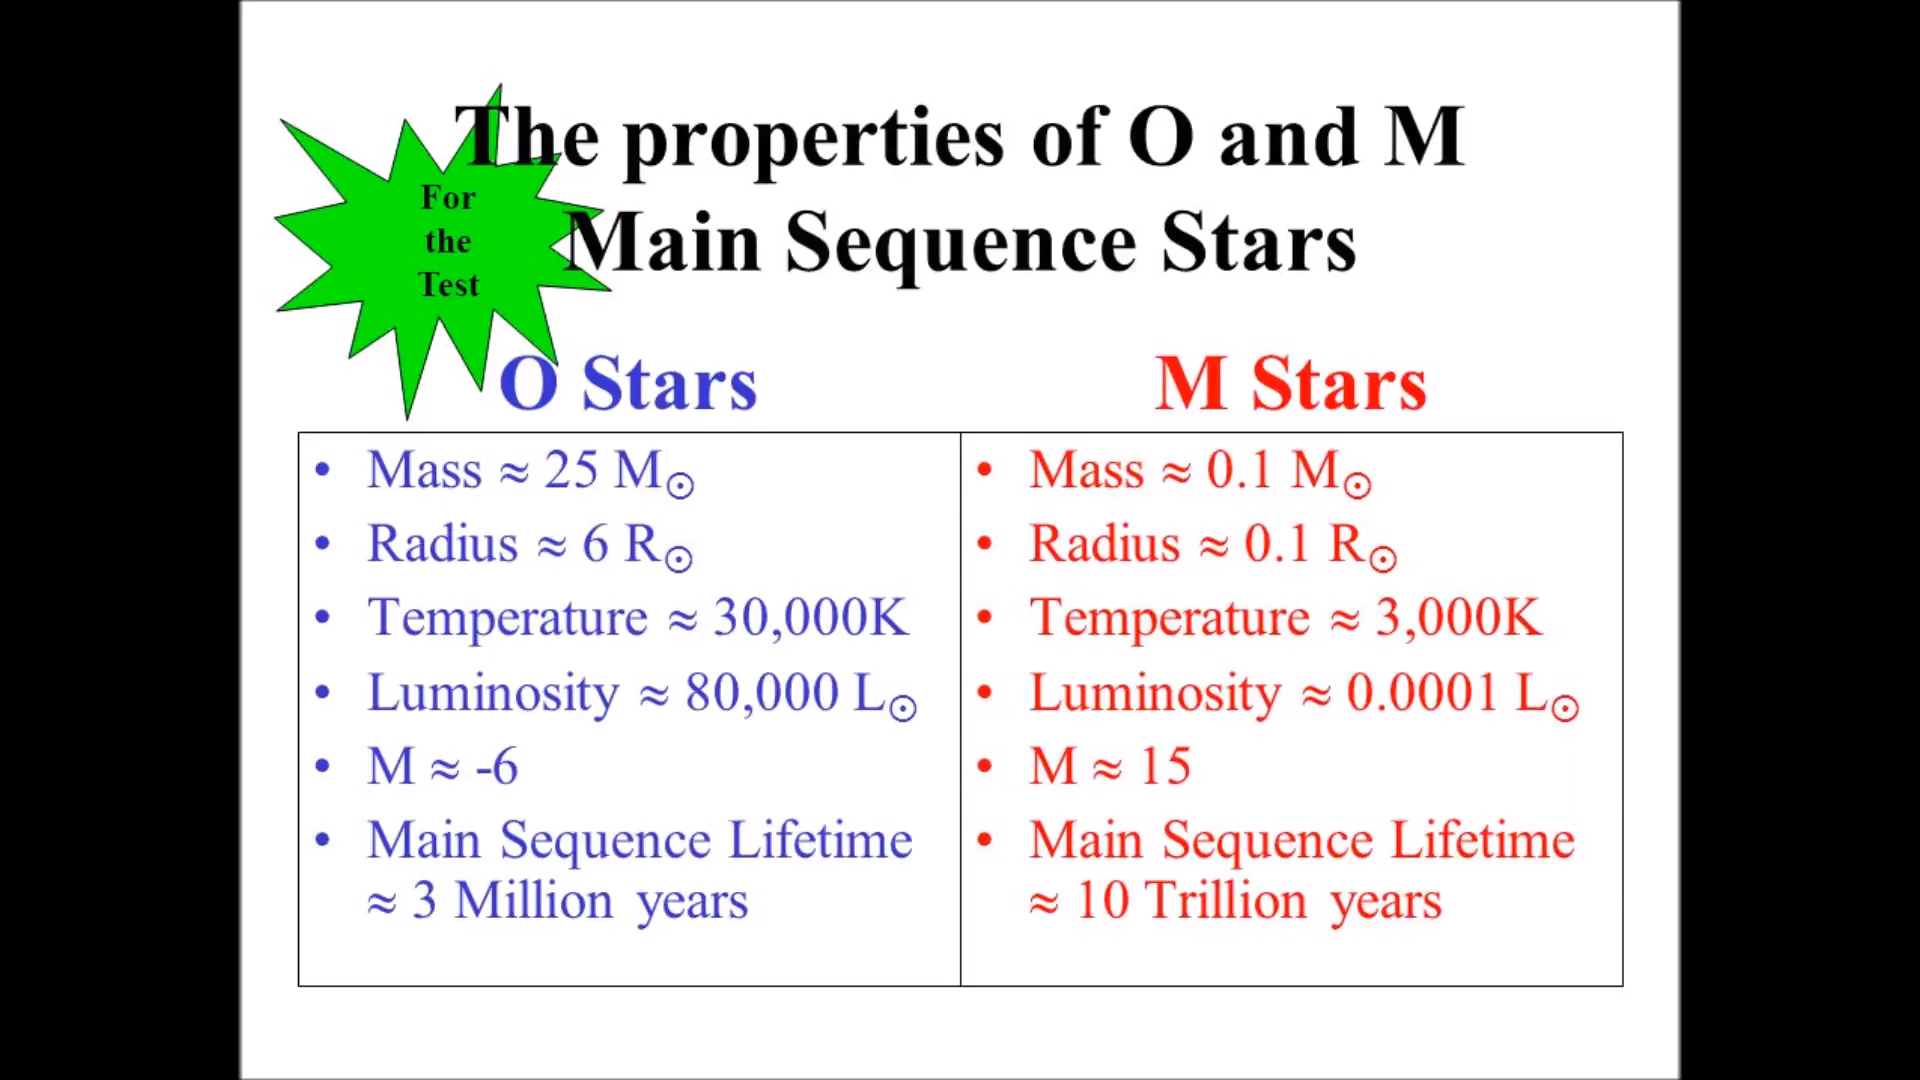 The properties of O and M
Main Sequence Stars
For
the
Test
O Stars
• Mass ≈ 25 M☉
• Radius ≈ 6 R☉
• Temperature ≈ 30,000K
• Luminosity ≈ 80,000 L☉
• M ≈ -6
• Main Sequence Lifetime
≈ 3 Million years
M Stars
• Mass ≈ 0.1 M☉
• Radius ≈ 0.1 R☉
• Temperature ≈ 3,000K
• Luminosity ≈ 0.0001 L☉
• M ≈ 15
• Main Sequence Lifetime
≈ 10 Trillion years